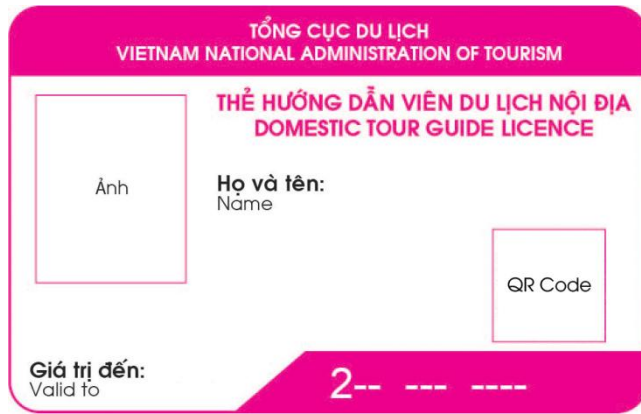 TỔNG CỤC DU LỊCH
VIETNAM NATIONAL ADMINISTRATION OF TOURISM
THẺ HƯỚNG DẪN VIÊN DU LỊCH NỘI ĐỊA
DOMESTIC TOUR GUIDE LICENCE
Ảnh
Họ và tên:
Name
QR Code
Giá trị đến:
Valid to
2-- --- ----